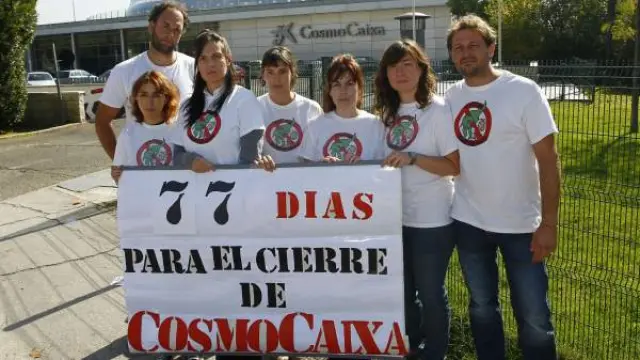 CosmoCaixa
77 DIAS
PARA EL CIERRE
DE
COSMOCAIXA